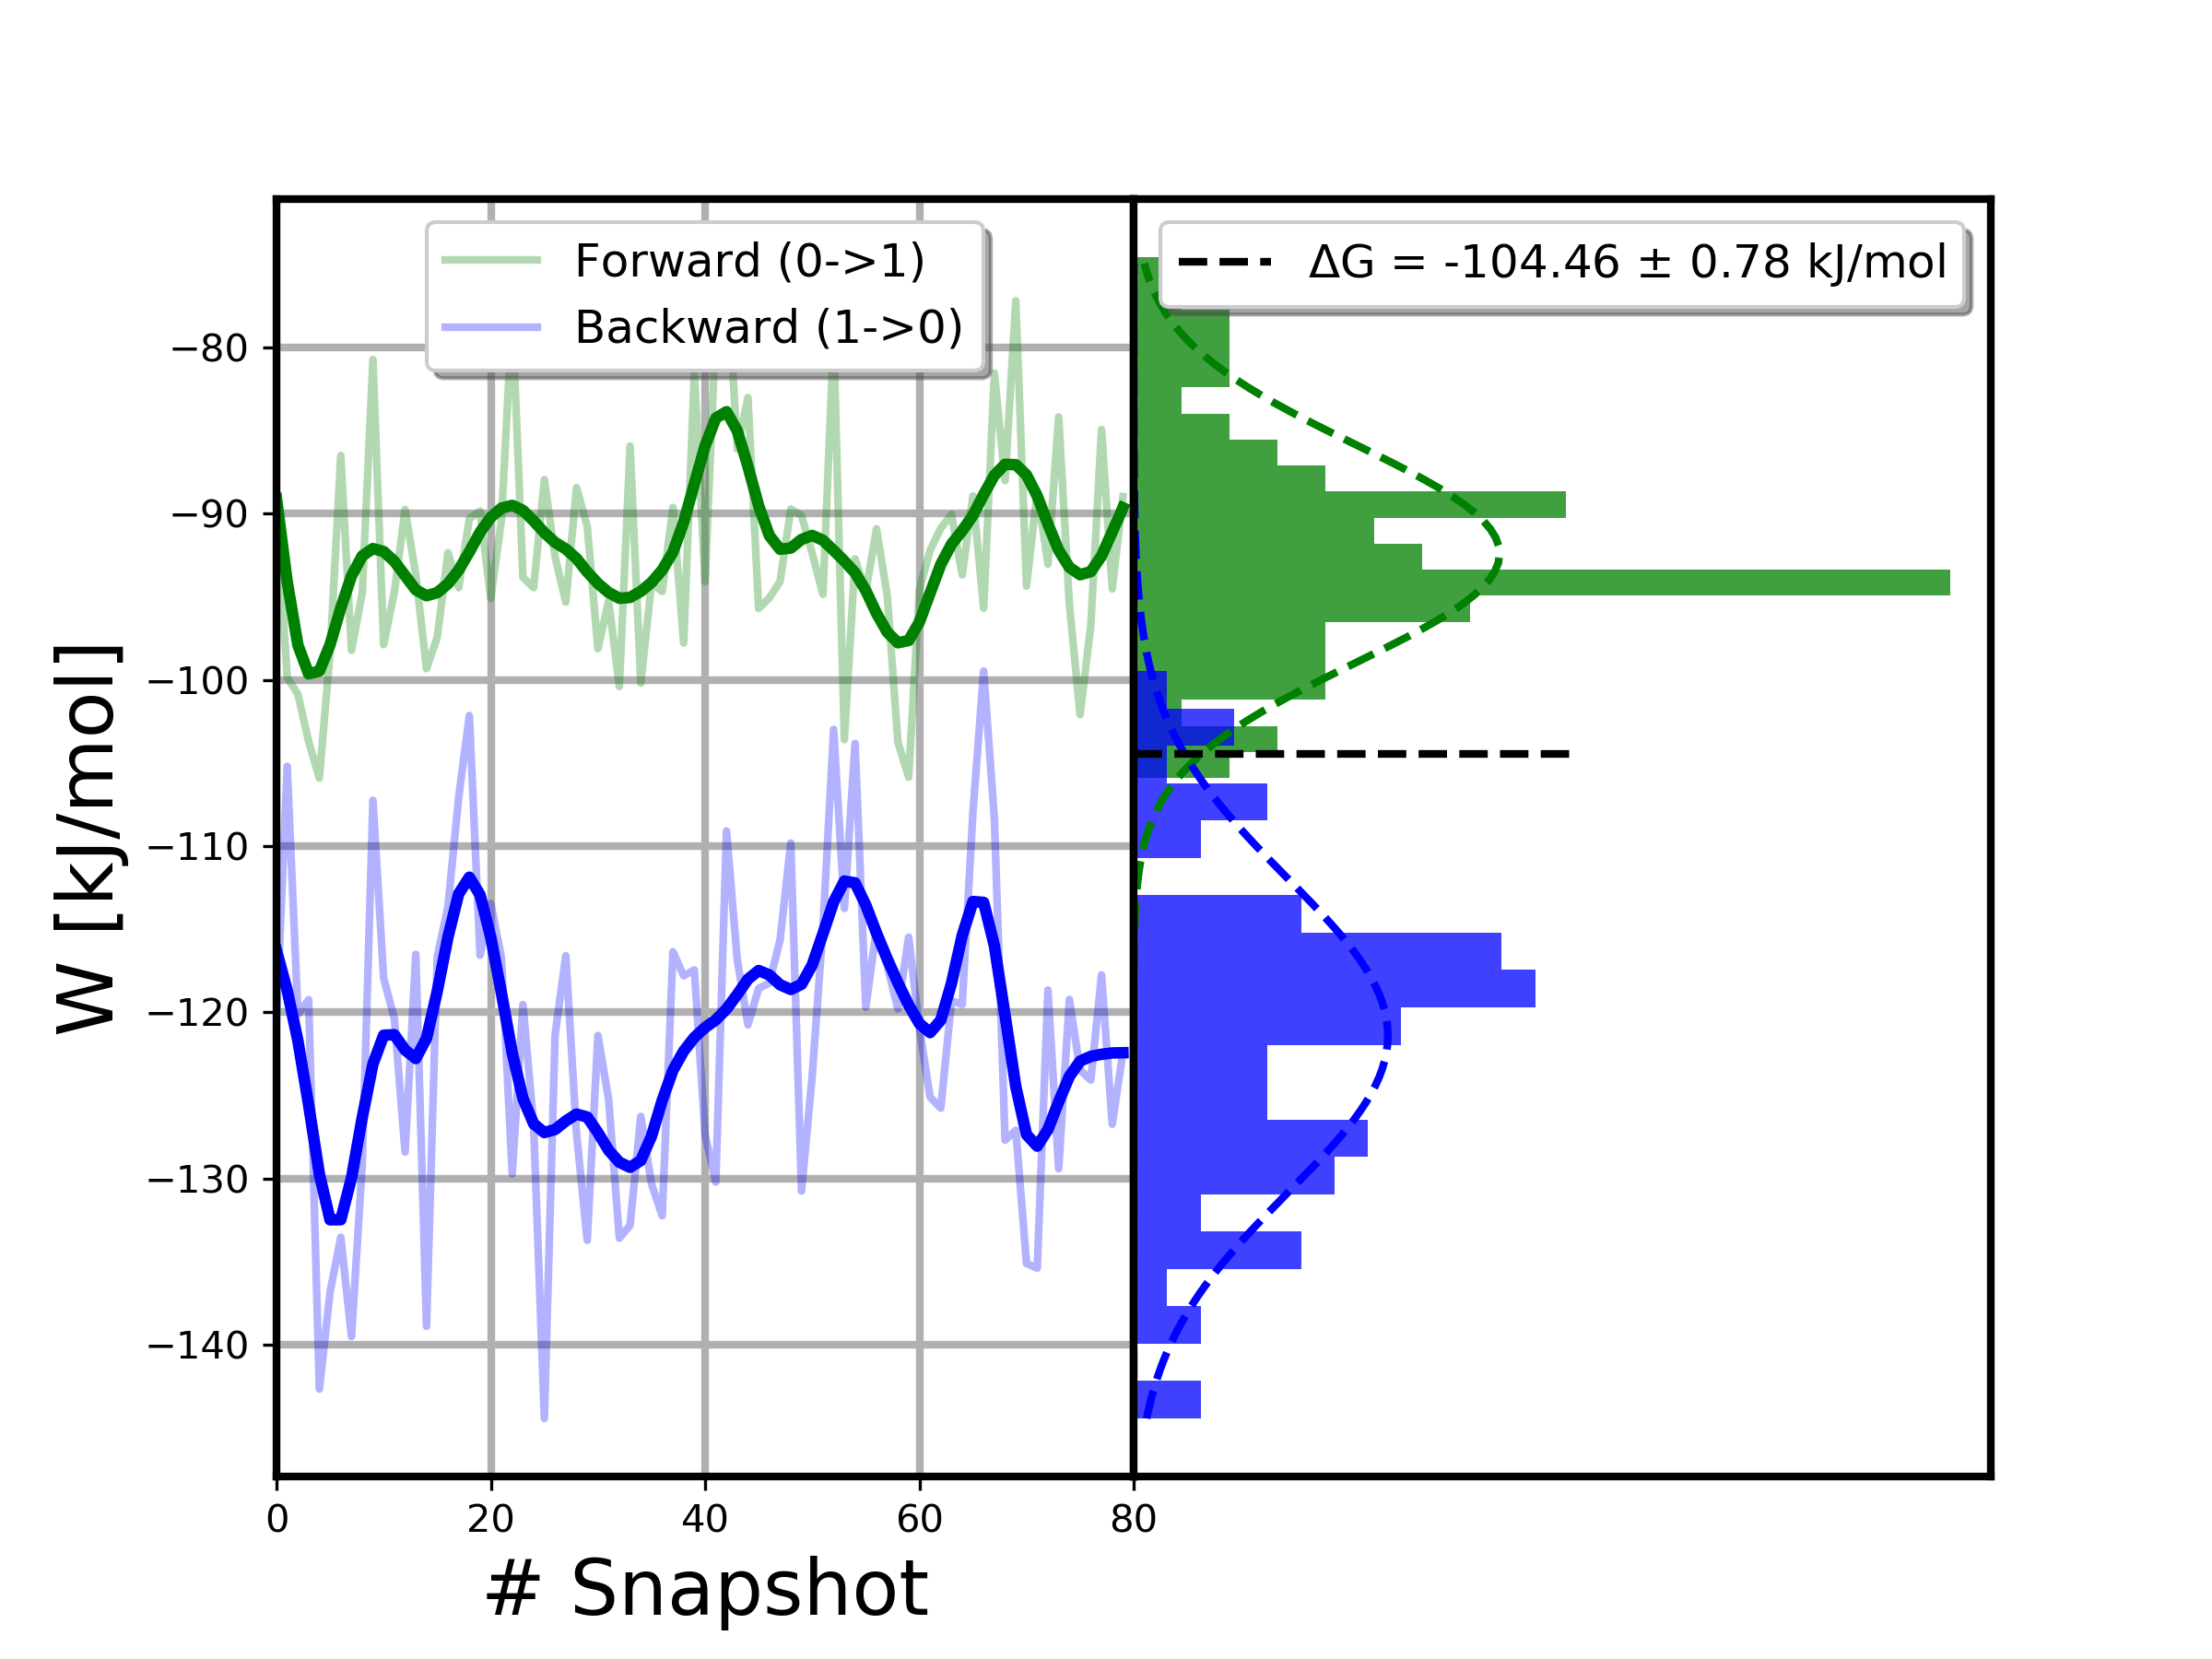 Forward (0->1)
Backward (1->0)
ΔG = -104.46 ± 0.78 kJ/mol
−80
−90
−100
−110
−120
−130
−140
W [kJ/mol]
0 20 40 60 80
# Snapshot